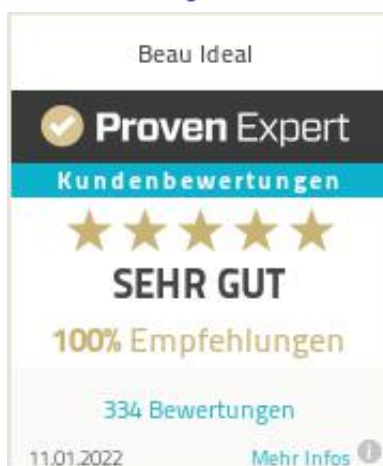 Beau Ideal
Proven Expert
Kundenbewertungen
SEHR GUT
100% Empfehlungen
334 Bewertungen
11.01.2022 Mehr Infos